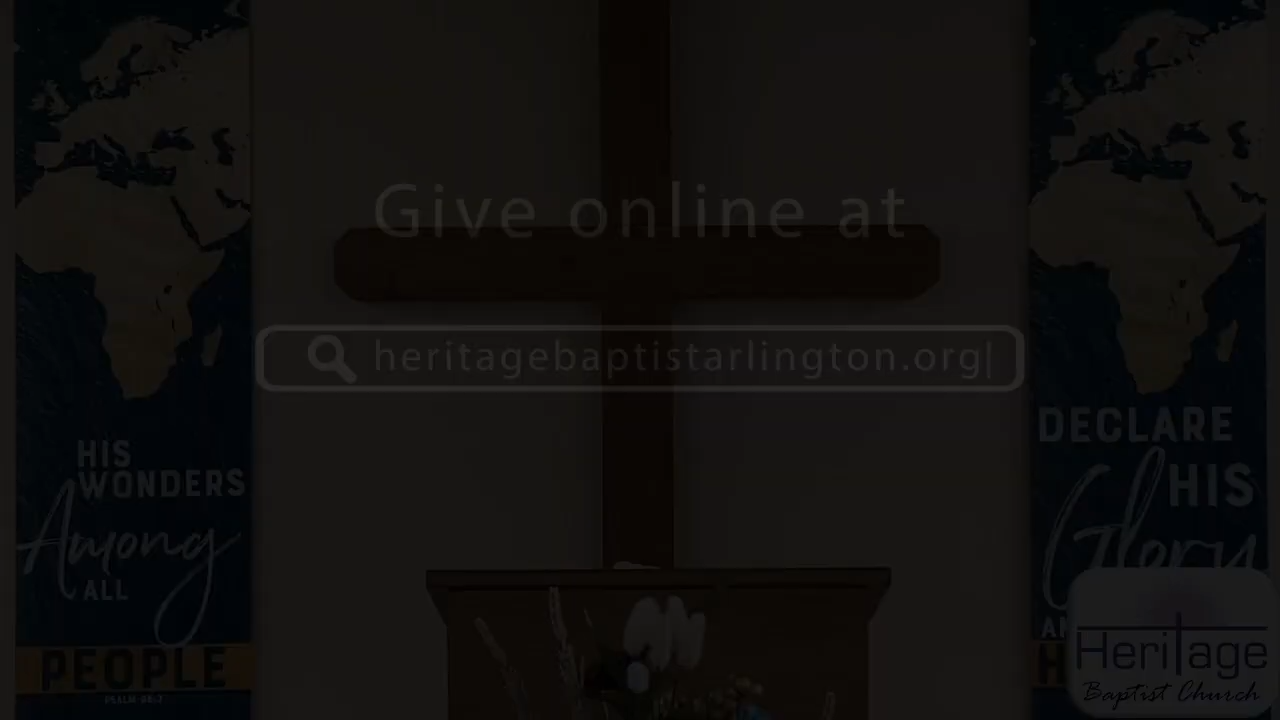 Give online at
heritagebaptistarlington.org
HIS
WONDERS
Among
ALL
PEOPLE
DECLARE
HIS
Glory
Heritage
Baptist Church